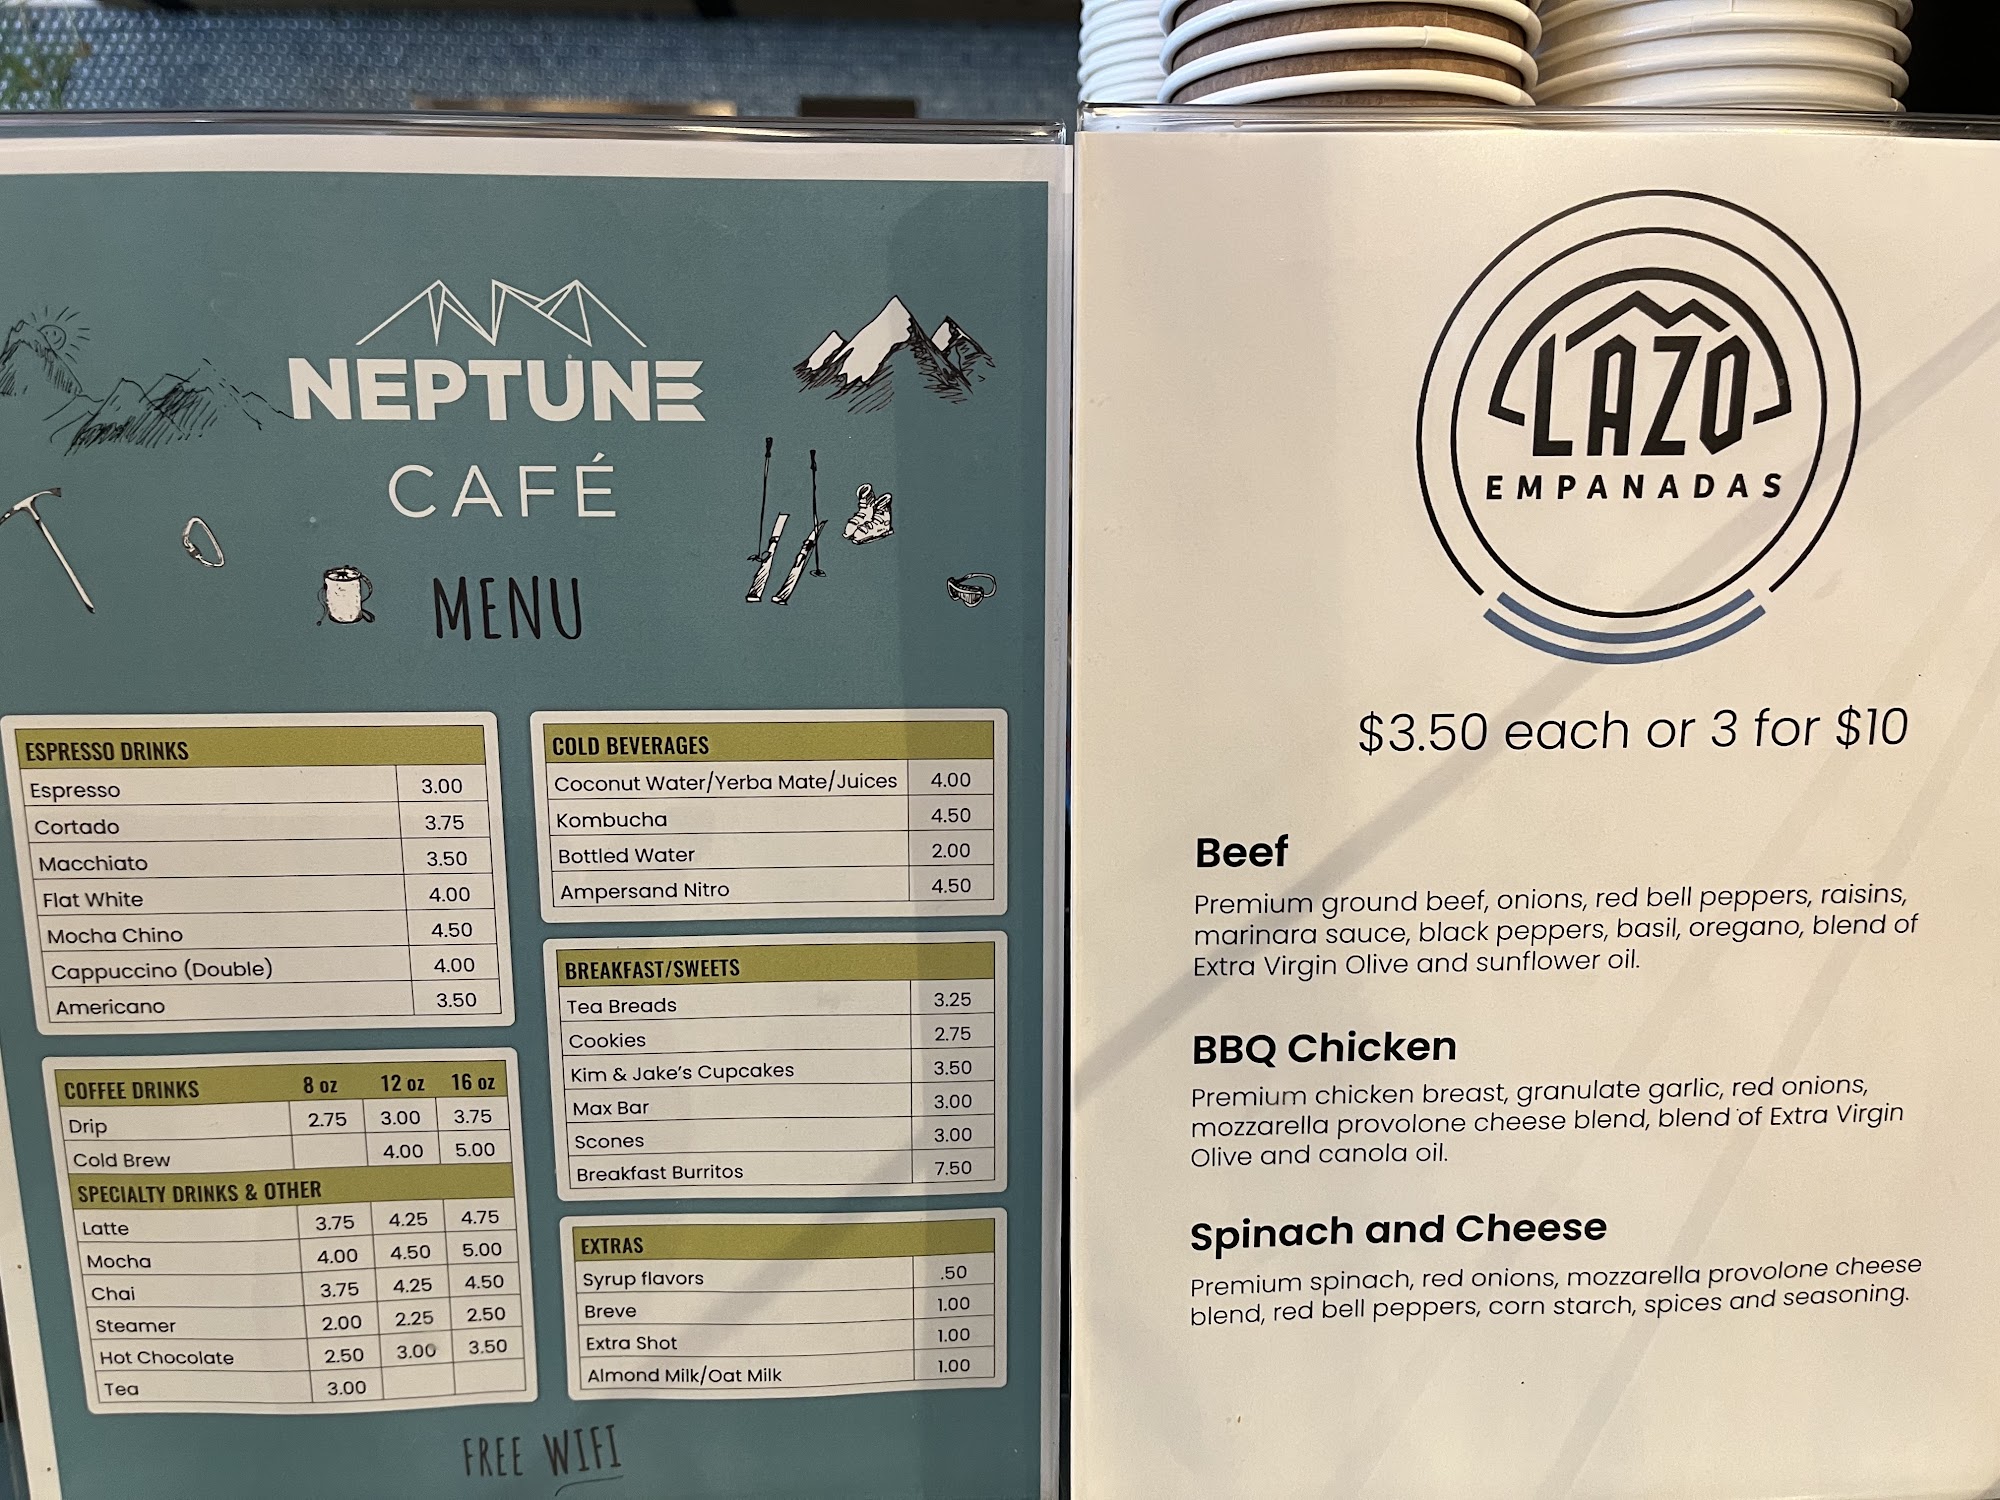 NEPTUNE
CAFÉ
MENU
ESPRESSO DRINKS
Espresso 3.00
Cortado 3.75
Macchiato 3.50
Flat White 4.00
Mocha Chino 4.50
Cappuccino (Double) 4.00
Americano 3.50
COFFEE DRINKS 8 oz 12 oz 16 oz
Drip 2.75 3.00 3.75
Cold Brew 4.00 5.00
SPECIALTY DRINKS & OTHER
Latte 3.75 4.25 4.75
Mocha 4.00 4.50 5.00
Chai 3.75 4.25 4.50
Steamer 2.00 2.25 2.50
Hot Chocolate 2.50 3.00 3.50
Tea 3.00
COLD BEVERAGES
Coconut Water/Yerba Mate/Juices 4.00
Kombucha 4.50
Bottled Water 2.00
Ampersand Nitro 4.50
BREAKFAST/SWEETS
Tea Breads 3.25
Cookies 2.75
Kim & Jake's Cupcakes 3.50
Max Bar 3.00
Scones 3.00
Breakfast Burritos 7.50
EXTRAS
Syrup flavors .50
Breve 1.00
Extra Shot 1.00
Almond Milk/Oat Milk 1.00
FREE WIFI
LAZO
EMPANADAS
$3.50 each or 3 for $10
Beef
Premium ground beef, onions, red bell peppers, raisins,
marinara sauce, black peppers, basil, oregano, blend of
Extra Virgin Olive and sunflower oil.
BBQ Chicken
Premium chicken breast, granulate garlic, red onions,
mozzarella provolone cheese blend, blend of Extra Virgin
Olive and canola oil.
Spinach and Cheese
Premium spinach, red onions, mozzarella provolone cheese
blend, red bell peppers, corn starch, spices and seasoning.